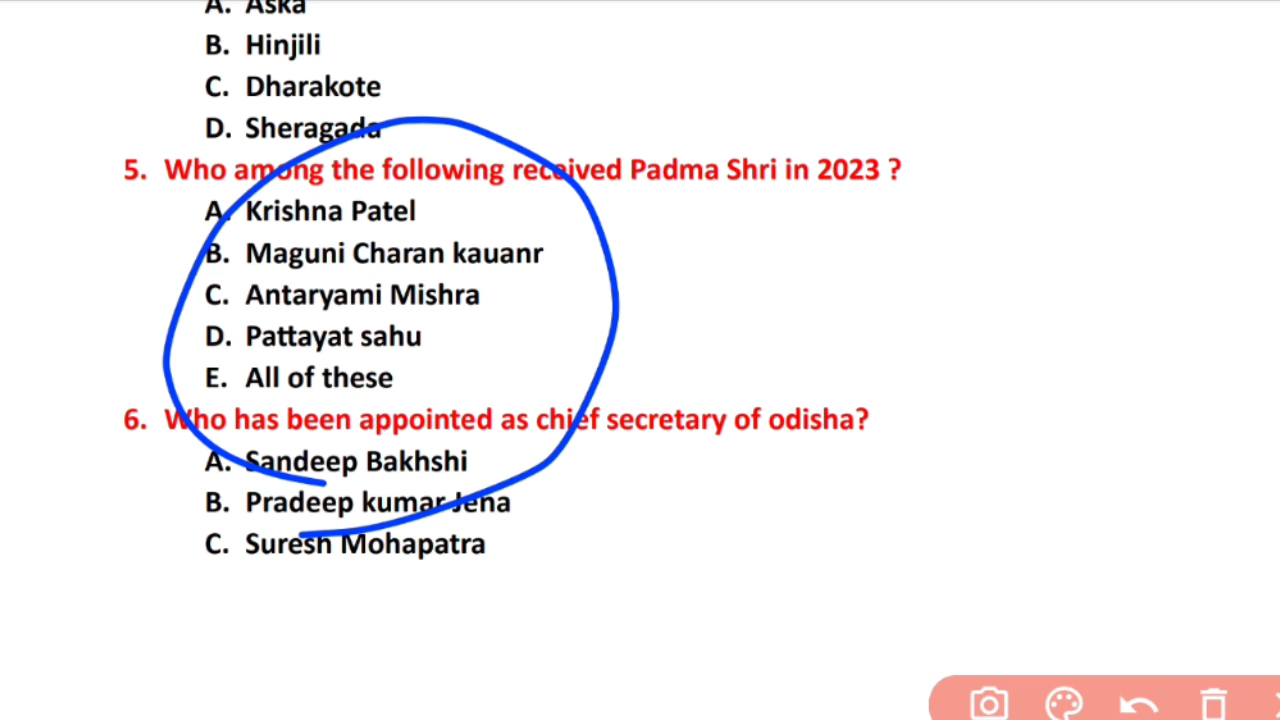 A. Aska
B. Hinjili
C. Dharakote
D. Sheragada
5. Who among the following received Padma Shri in 2023 ?
A. Krishna Patel
B. Maguni Charan kauanr
C. Antaryami Mishra
D. Pattayat sahu
E. All of these
6. Who has been appointed as chief secretary of odisha?
A. Sandeep Bakhshi
B. Pradeep kumar Jena
C. Suresh Mohapatra